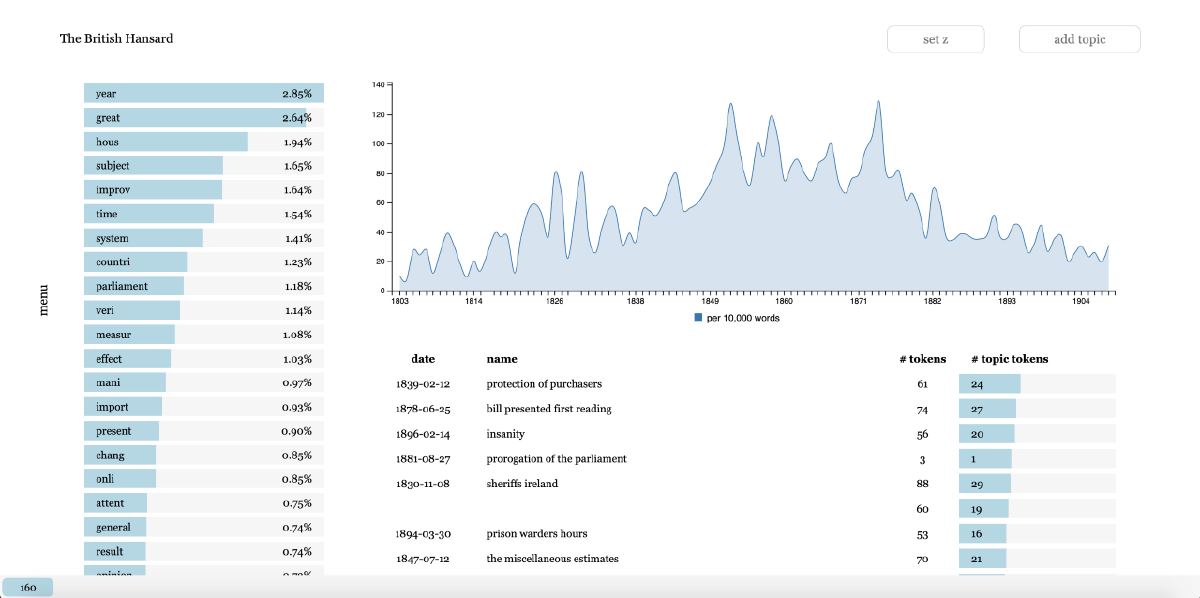 The British Hansard
set z
add topic
menu
year 2.85%
great 2.64%
hous 1.94%
subject 1.65%
improv 1.64%
time 1.54%
system 1.41%
countri 1.23%
parliament 1.18%
veri 1.14%
measur 1.08%
effect 1.03%
mani 0.97%
import 0.93%
present 0.90%
chang 0.85%
onli 0.85%
attent 0.75%
general 0.74%
result 0.74%
160
140
120
100
80
60
40
20
0
1803 1814 1826 1838 1849 1860 1871 1882 1893 1904
per 10,000 words
date name # tokens # topic tokens
1839-02-12 protection of purchasers 61 24
1878-06-25 bill presented first reading 74 27
1896-02-14 insanity 56 20
1881-08-27 prorogation of the parliament 3 1
1830-11-08 sheriffs ireland 88 29
60 19
1894-03-30 prison warders hours 53 16
1847-07-12 the miscellaneous estimates 70 21